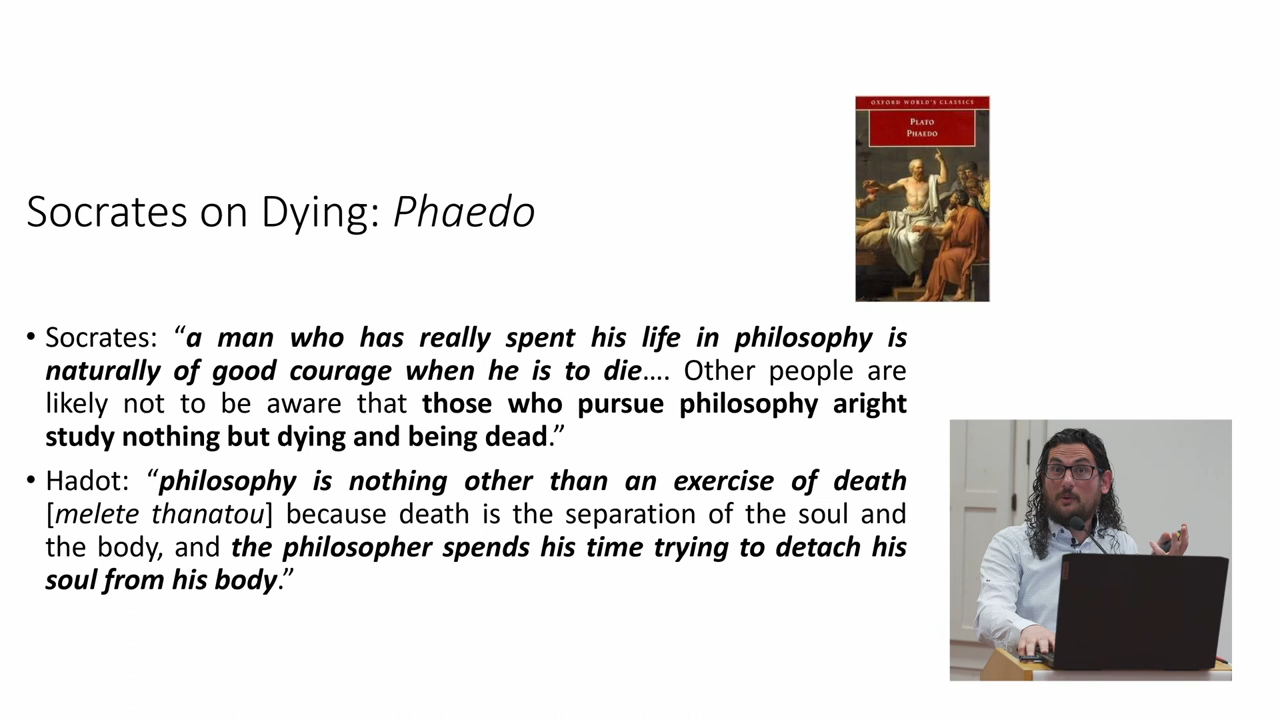 OXFORD WORLD'S CLASSICS
PLATO
PHAEDO
Socrates on Dying: Phaedo
• Socrates: “a man who has really spent his life in philosophy is
naturally of good courage when he is to die…. Other people are
likely not to be aware that those who pursue philosophy aright
study nothing but dying and being dead.”
• Hadot: “philosophy is nothing other than an exercise of death
[melete thanatou] because death is the separation of the soul and
the body, and the philosopher spends his time trying to detach his
soul from his body.”